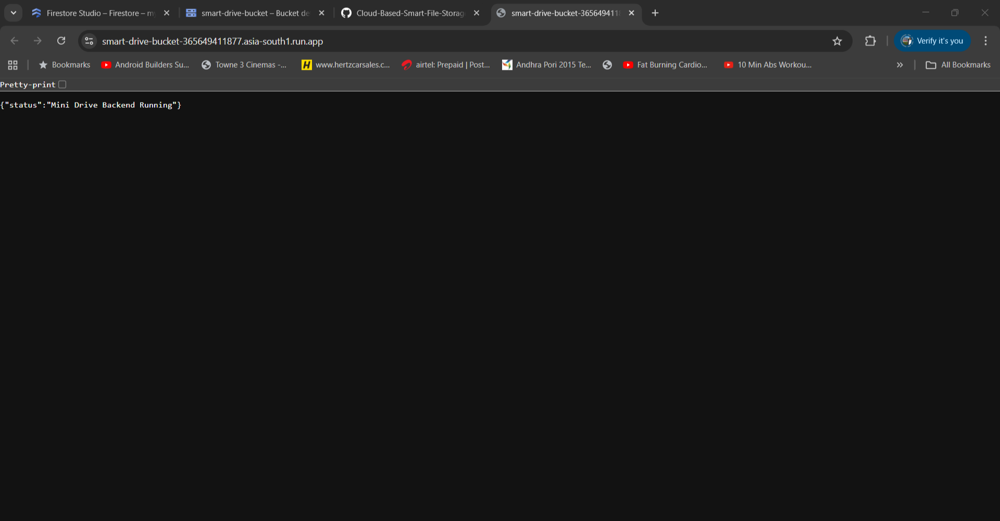 Firestore Studio – Firestore – my
smart-drive-bucket – Bucket de
Cloud-Based-Smart-File-Storag
smart-drive-bucket-3656494118
smart-drive-bucket-365649411877.asia-south1.run.app
Verify it's you
Bookmarks
Android Builders Su...
Towne 3 Cinemas -...
H
www.hertzcarsales.c...
airtel: Prepaid | Post...
Andhra Pori 2015 Te...
Fat Burning Cardio...
10 Min Abs Workou...
All Bookmarks
Pretty-print
{"status":"Mini Drive Backend Running"}